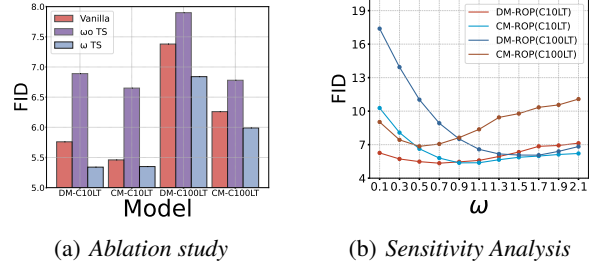 8.0
7.5
7.0
6.5
6.0
5.5
5.0
FID
Vanilla
ωo TS
ω TS
DM-C10LT CM-C10LT DM-C100LT CM-C100LT
Model
(a) Ablation study
FID
19
16
13
10
7
4
DM-ROP(C10LT)
CM-ROP(C10LT)
DM-ROP(C100LT)
CM-ROP(C100LT)
0.1 0.3 0.5 0.7 0.9 1.1 1.3 1.5 1.7 1.9 2.1
ω
(b) Sensitivity Analysis